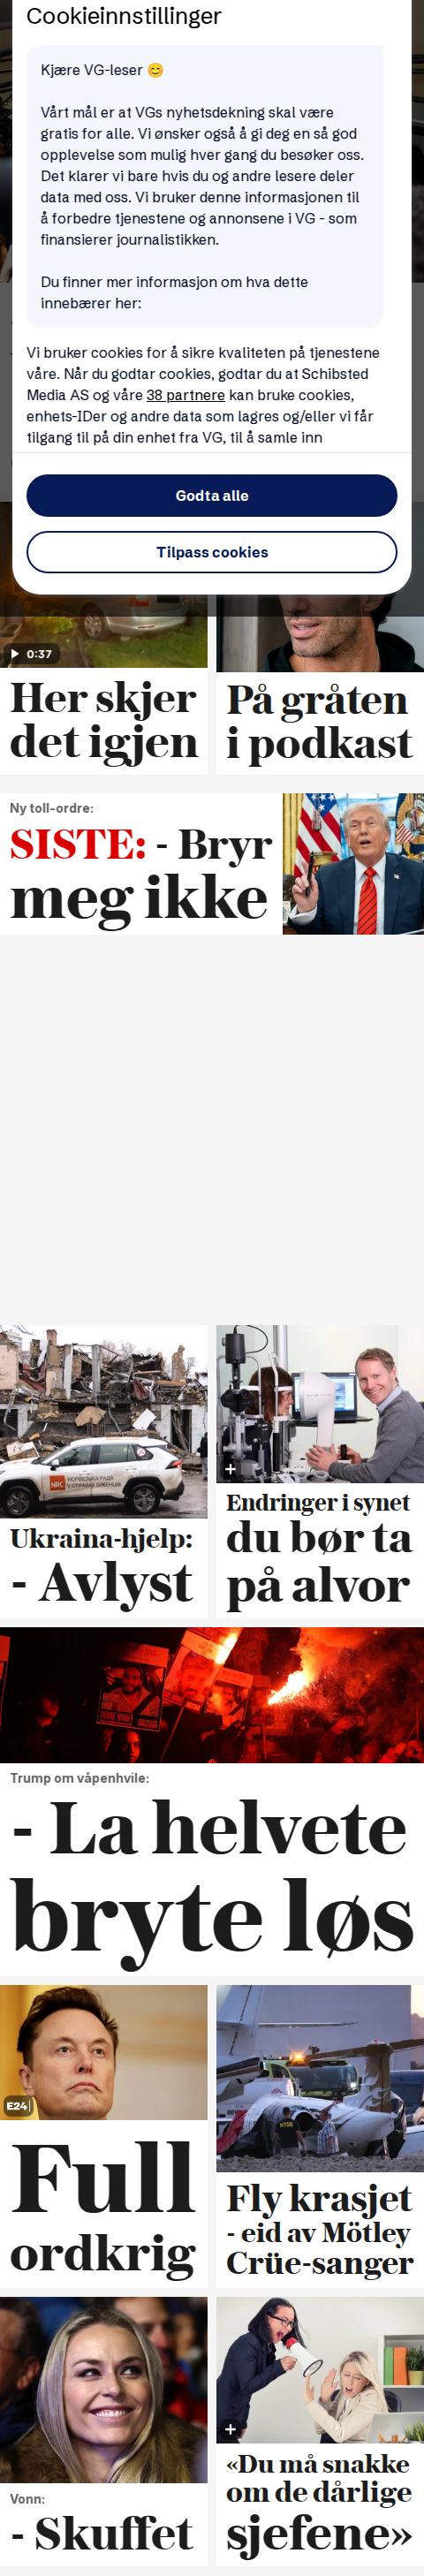 Cookieinnstillinger
Kjære VG-leser 😊
Vårt mål er at VGs nyhetsdekning skal være
gratis for alle. Vi ønsker også å gi deg en så god
opplevelse som mulig hver gang du besøker oss.
Det klarer vi bare hvis du og andre lesere deler
data med oss. Vi bruker denne informasjonen til
å forbedre tjenestene og annonsene i VG - som
finansierer journalistikken.
Du finner mer informasjon om hva dette
innebærer her:
Vi bruker cookies for å sikre kvaliteten på tjenestene
våre. Når du godtar cookies, godtar du at Schibsted
Media AS og våre 38 partnere kan bruke cookies,
enhets-IDer og andre data som lagres og/eller vi får
tilgang til på din enhet fra VG, til å samle inn
Godta alle
Tilpass cookies
0:37
Her skjer
det igjen
På gråten
i podkast
Ny toll-ordre:
SISTE: - Bryr
meg ikke
NRC
Ukraina-hjelp:
- Avlyst
Endringer i synet
du bør ta
på alvor
Trump om våpenhvile:
- La helvete
bryte løs
E24
Full
ordkrig
NTSB
Fly krasjet
- eid av Mötley
Crüe-sanger
Vonn:
- Skuffet
«Du må snakke
om de dårlige
sjefene»